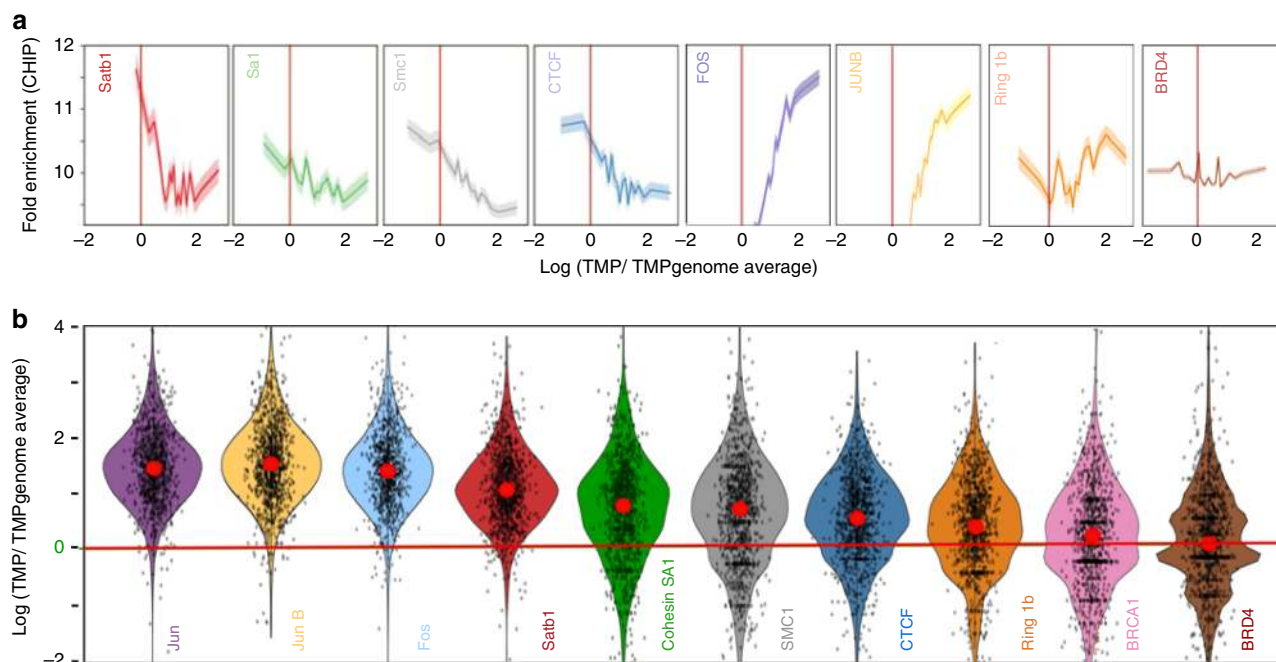 a
Fold enrichment (CHIP)
12
11
10
Satb1
Sa1
Smc1
CTCF
FOS
JUNB
Ring 1b
BRD4
–2 0 2 –2 0 2 –2 0 2 –2 0 2 –2 0 2 –2 0 2 –2 0 2 –2 0 2
Log (TMP/ TMPgenome average)
b
Log (TMP/ TMPgenome average)
4
2
0
–2
Jun
Jun B
Fos
Satb1
Cohesin SA1
SMC1
CTCF
Ring 1b
BRCA1
BRD4